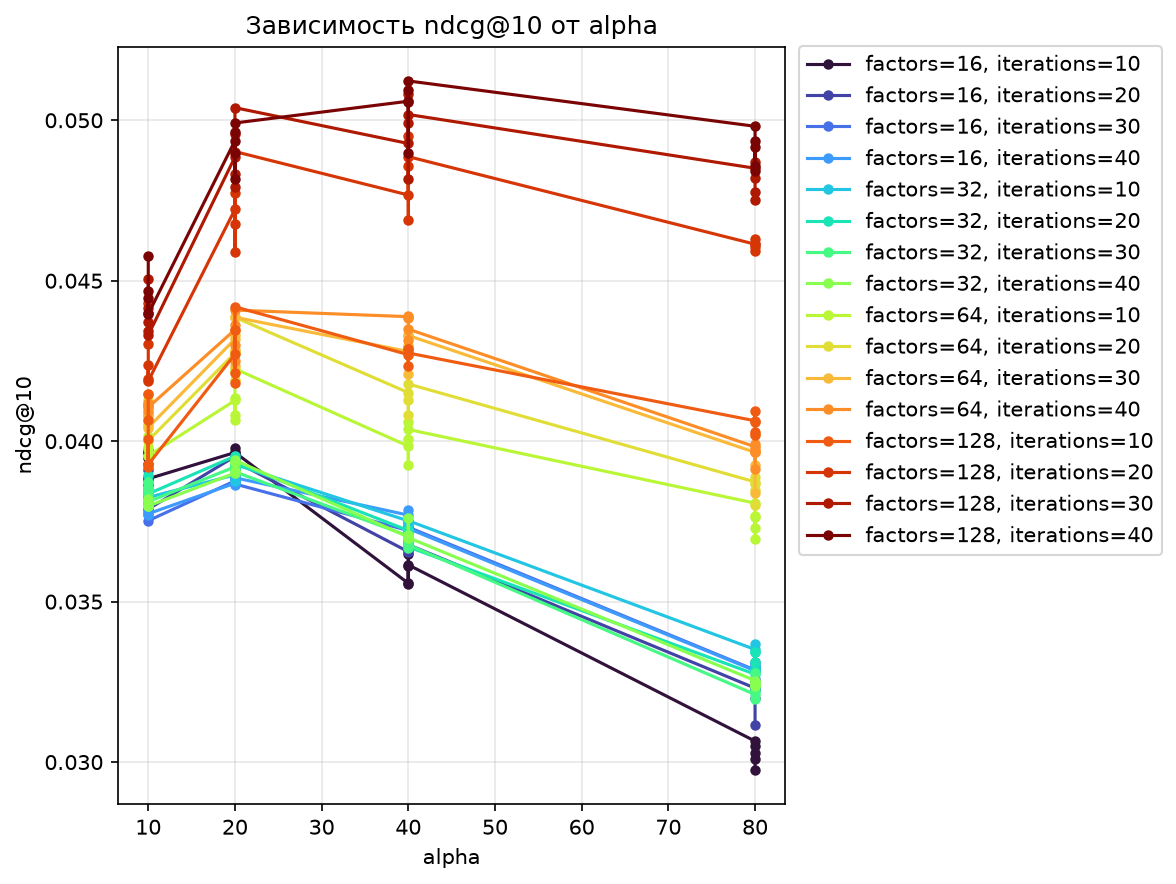 Зависимость ndcg@10 от alpha
ndcg@10
0.050
0.045
0.040
0.035
0.030
10 20 30 40 50 60 70 80
alpha
factors=16, iterations=10
factors=16, iterations=20
factors=16, iterations=30
factors=16, iterations=40
factors=32, iterations=10
factors=32, iterations=20
factors=32, iterations=30
factors=32, iterations=40
factors=64, iterations=10
factors=64, iterations=20
factors=64, iterations=30
factors=64, iterations=40
factors=128, iterations=10
factors=128, iterations=20
factors=128, iterations=30
factors=128, iterations=40